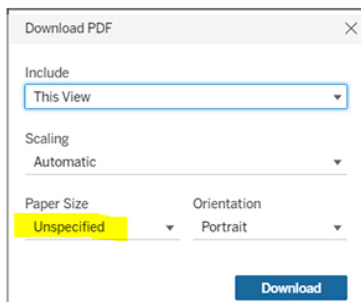 Download PDF
Include
This View
Scaling
Automatic
Paper Size Orientation
Unspecified Portrait
Download